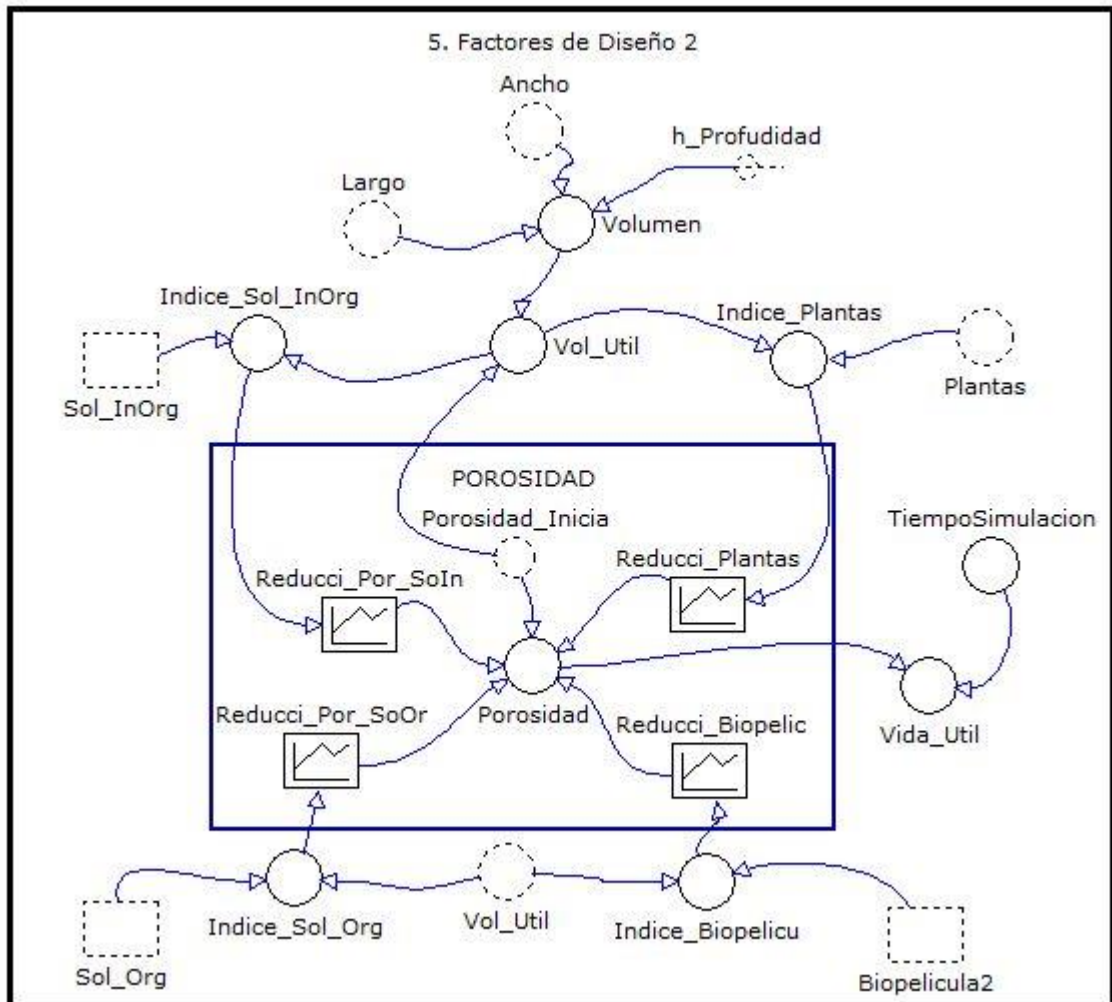 5. Factores de Diseño 2
Ancho
h_Profudidad
Largo
Volumen
Indice_Sol_InOrg
Indice_Plantas
Vol_Util
Sol_InOrg
Plantas
POROSIDAD
Porosidad_Inicia
TiempoSimulacion
Reducci_Por_SoIn
Reducci_Plantas
Reducci_Por_SoOr
Porosidad
Reducci_Biopelic
Vida_Util
Indice_Sol_Org
Vol_Util
Indice_Biopelicu
Sol_Org
Biopelicula2